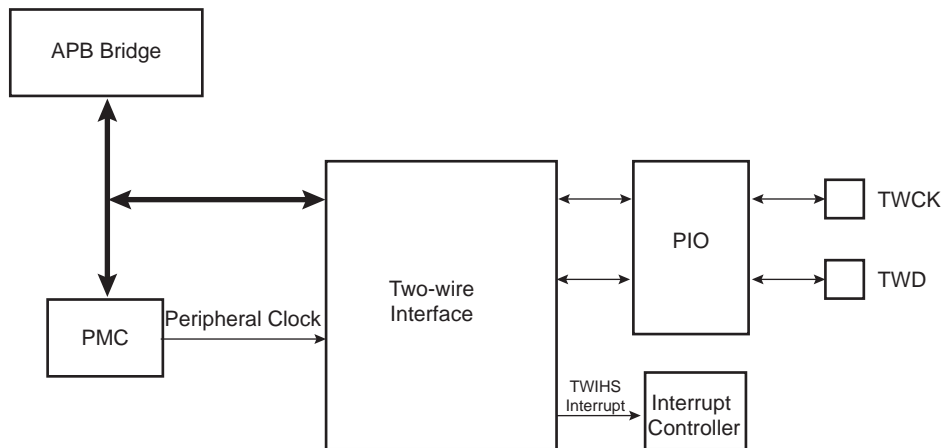 APB Bridge
TWCK
PIO
TWD
Two-wire
Interface
Peripheral Clock
PMC
TWIHS
Interrupt
Interrupt
Controller